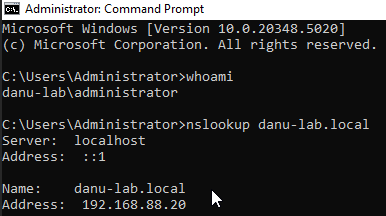 Administrator: Command Prompt
Microsoft Windows [Version 10.0.20348.5020]
(c) Microsoft Corporation. All rights reserved.
C:\Users\Administrator>whoami
danu-lab\administrator
C:\Users\Administrator>nslookup danu-lab.local
Server:  localhost
Address:  ::1
Name:    danu-lab.local
Address:  192.168.88.20